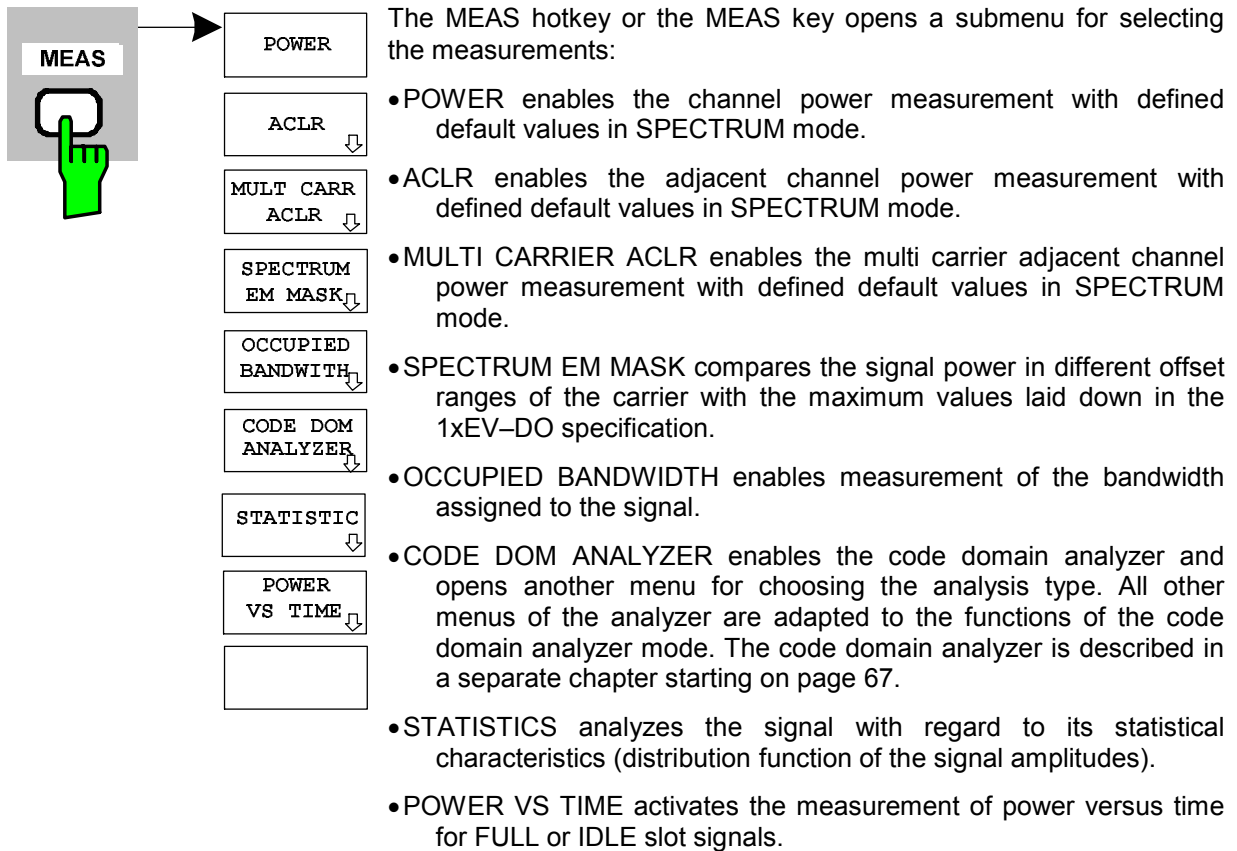 MEAS
POWER
ACLR
MULT CARR
ACLR
SPECTRUM
EM MASK
OCCUPIED
BANDWITH
CODE DOM
ANALYZER
STATISTIC
POWER
VS TIME
The MEAS hotkey or the MEAS key opens a submenu for selecting
the measurements:
•POWER enables the channel power measurement with defined
default values in SPECTRUM mode.
•ACLR enables the adjacent channel power measurement with
defined default values in SPECTRUM mode.
•MULTI CARRIER ACLR enables the multi carrier adjacent channel
power measurement with defined default values in SPECTRUM
mode.
•SPECTRUM EM MASK compares the signal power in different offset
ranges of the carrier with the maximum values laid down in the
1xEV–DO specification.
•OCCUPIED BANDWIDTH enables measurement of the bandwidth
assigned to the signal.
•CODE DOM ANALYZER enables the code domain analyzer and
opens another menu for choosing the analysis type. All other
menus of the analyzer are adapted to the functions of the code
domain analyzer mode. The code domain analyzer is described in
a separate chapter starting on page 67.
•STATISTICS analyzes the signal with regard to its statistical
characteristics (distribution function of the signal amplitudes).
•POWER VS TIME activates the measurement of power versus time
for FULL or IDLE slot signals.